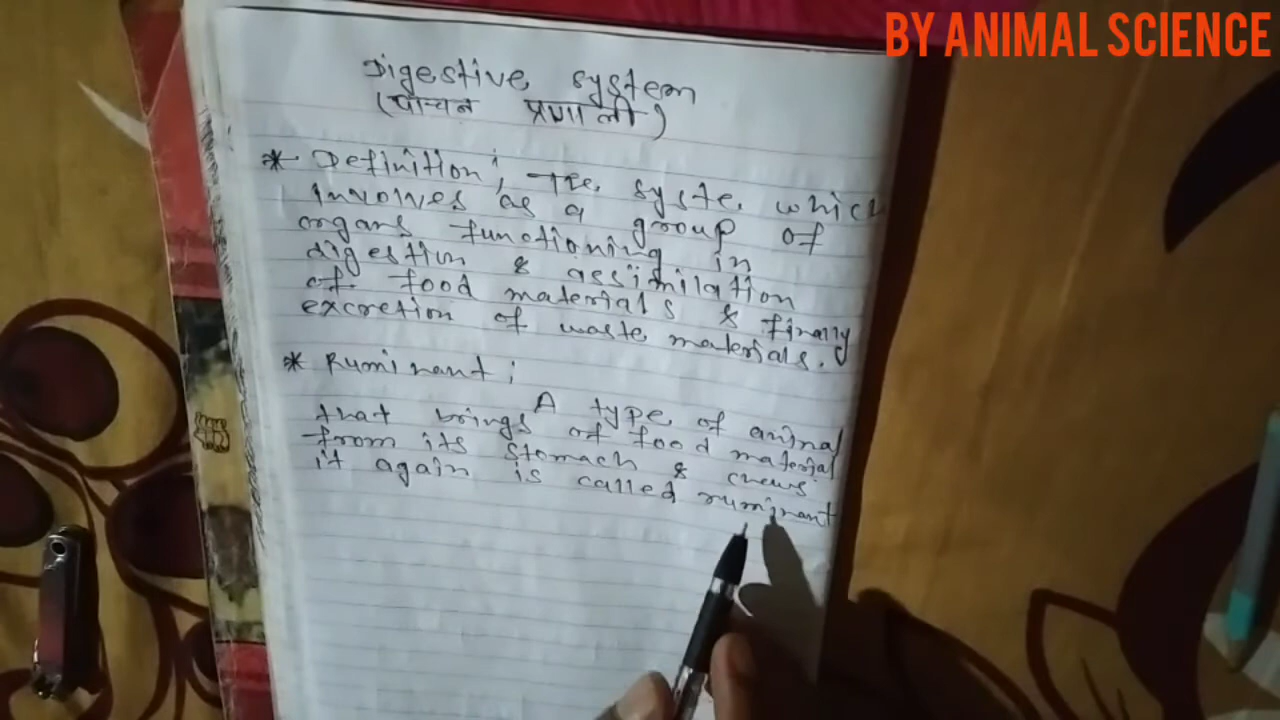 BY ANIMAL SCIENCE
Digestive system
(पाचन प्रणाली)
* Definition; The syste. which
involves as a group of
organs functioning in
digestiun & assimilation
of food materials & finally
excretion of waste materials.
* Ruminant;
A type of animal
that brings of food material
from its stomach & chews
it again is called ruminant